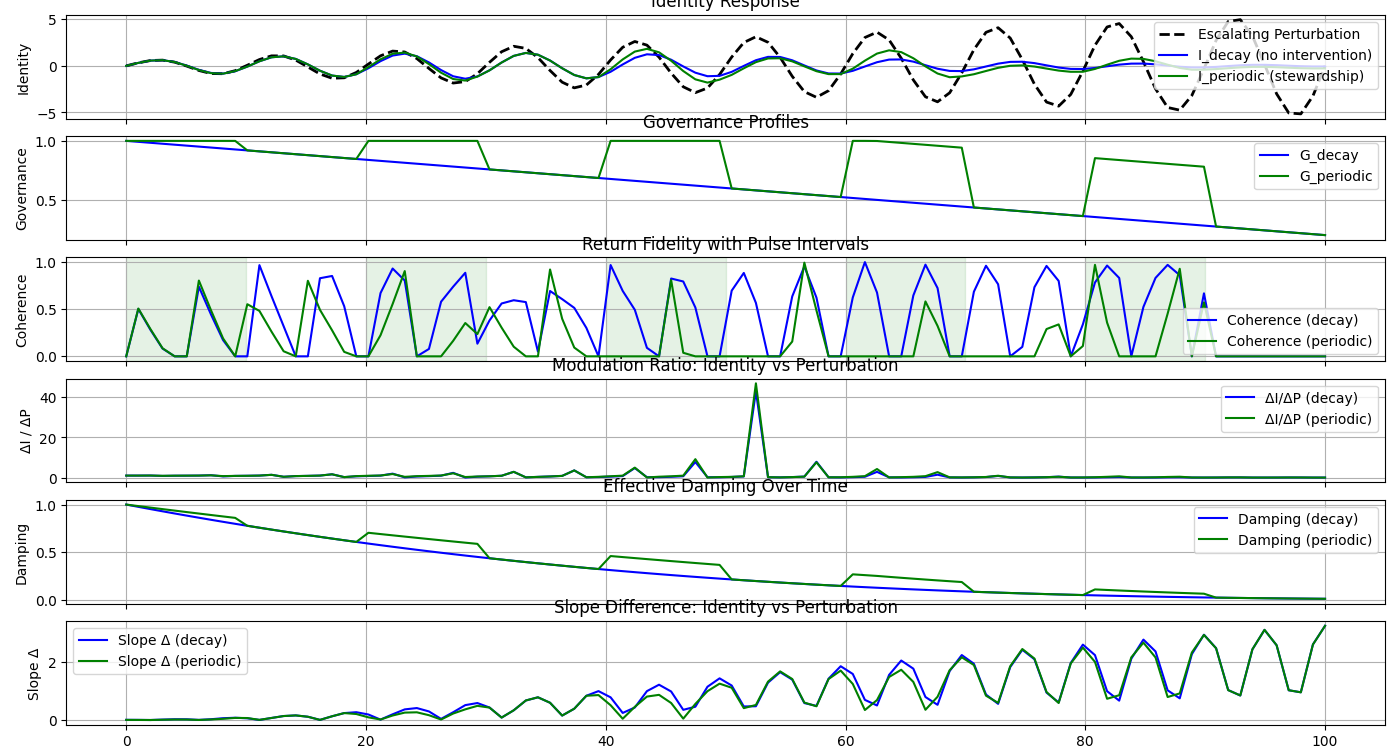 Identity Response
5
0
−5
Identity
Escalating Perturbation
I_decay (no intervention)
I_periodic (stewardship)
Governance Profiles
1.0
0.5
Governance
G_decay
G_periodic
Return Fidelity with Pulse Intervals
1.0
0.5
0.0
Coherence
Coherence (decay)
Coherence (periodic)
Modulation Ratio: Identity vs Perturbation
40
20
0
ΔI / ΔP
ΔI/ΔP (decay)
ΔI/ΔP (periodic)
Effective Damping Over Time
1.0
0.5
0.0
Damping
Damping (decay)
Damping (periodic)
Slope Difference: Identity vs Perturbation
2
0
Slope Δ
Slope Δ (decay)
Slope Δ (periodic)
0 20 40 60 80 100